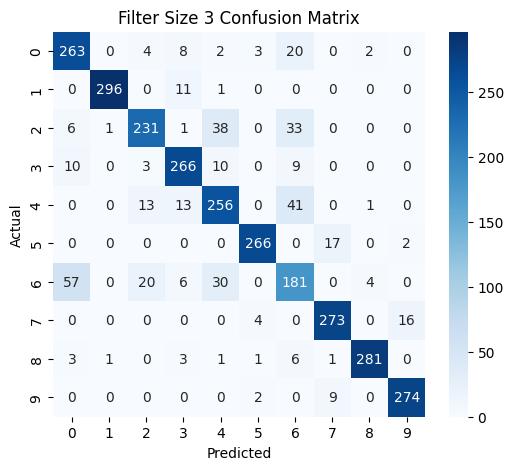 Filter Size 3 Confusion Matrix
0 263 0 4 8 2 3 20 0 2 0
1 0 296 0 11 1 0 0 0 0 0
2 6 1 231 1 38 0 33 0 0 0
3 10 0 3 266 10 0 9 0 0 0
4 0 0 13 13 256 0 41 0 1 0
5 0 0 0 0 0 266 0 17 0 2
6 57 0 20 6 30 0 181 0 4 0
7 0 0 0 0 0 4 0 273 0 16
8 3 1 0 3 1 1 6 1 281 0
9 0 0 0 0 0 2 0 9 0 274
0 1 2 3 4 5 6 7 8 9
Predicted
Actual
250
200
150
100
50
0